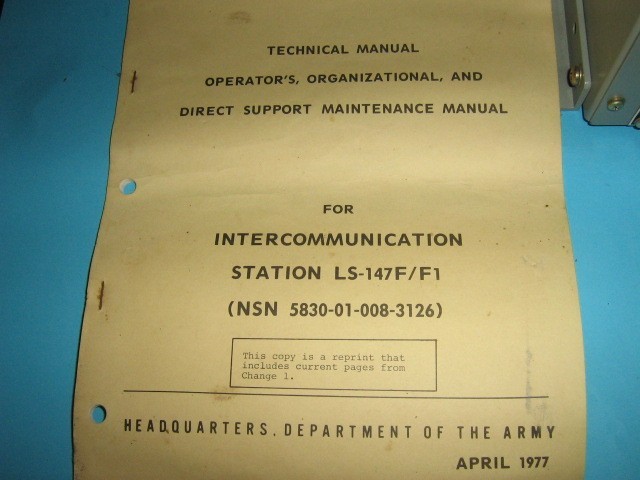 TECHNICAL MANUAL
OPERATOR'S, ORGANIZATIONAL, AND
DIRECT SUPPORT MAINTENANCE MANUAL
FOR
INTERCOMMUNICATION
STATION LS-147F/F1
(NSN 5830-01-008-3126)
This copy is a reprint that
includes current pages from
Change 1.
HEADQUARTERS, DEPARTMENT OF THE ARMY
APRIL 1977